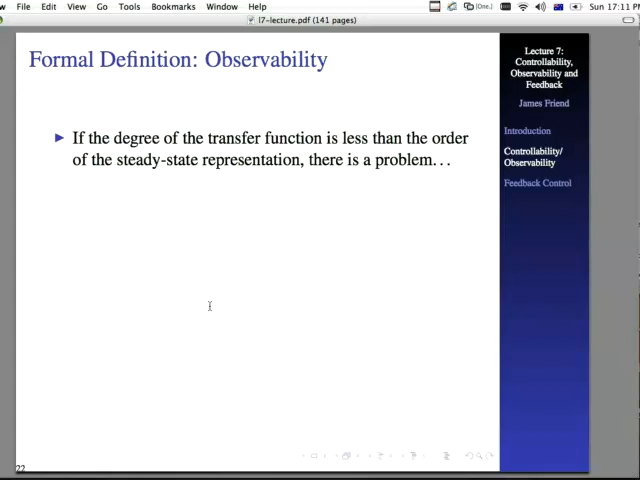 File Edit View Go Tools Bookmarks Window Help
Sun 17:11
l7-lecture.pdf (141 pages)
Formal Definition: Observability
▶ If the degree of the transfer function is less than the order
of the steady-state representation, there is a problem...
Lecture 7:
Controllability,
Observability and
Feedback
James Friend
Introduction
Controllability/
Observability
Feedback Control
22